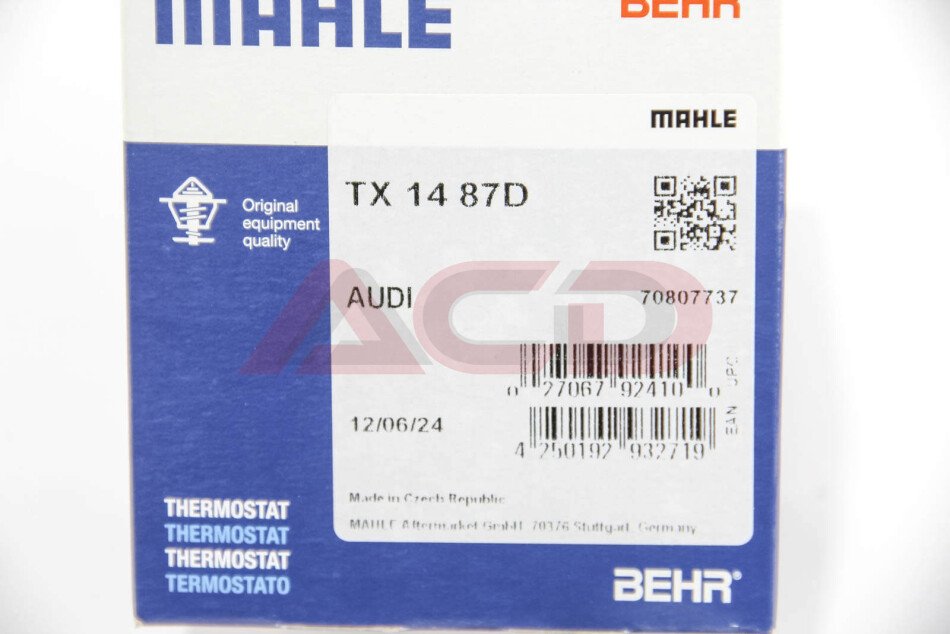 MAHLE
BEHR
MAHLE
TX 14 87D
Original
equipment
quality
AUDI
70807737
ACD
UPC
0 27067 92410 0
12/06/24
EAN
4 250192 932719
Made in Czech Republic
MAHLE Aftermarket GmbH, 70376 Stuttgart, Germany
THERMOSTAT
THERMOSTAT
THERMOSTAT
TERMOSTATO
BEHR®